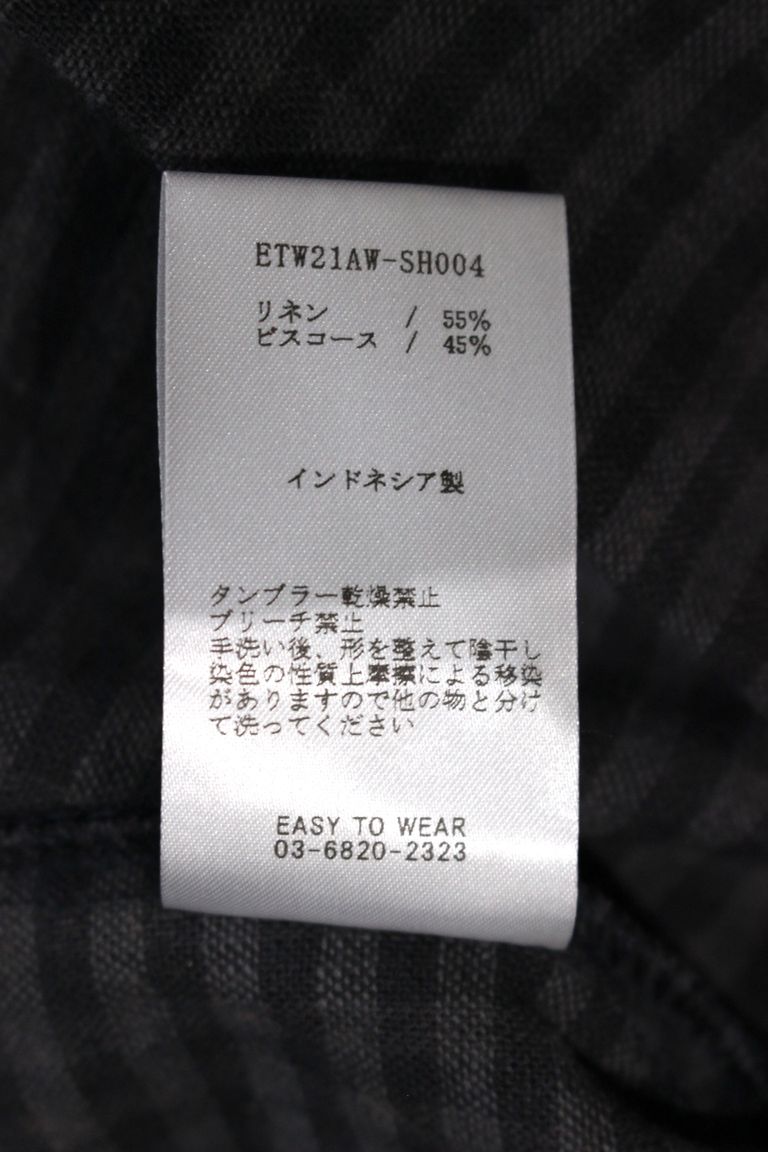 ETW21AW-SH004
リネン / 55%
ビスコース / 45%
インドネシア製
タンブラー乾燥禁止
ブリーチ禁止
手洗い後、形を整えて陰干し
染色の性質上摩擦による移染
がありますので他の物と分け
て洗ってください
EASY TO WEAR
03-6820-2323